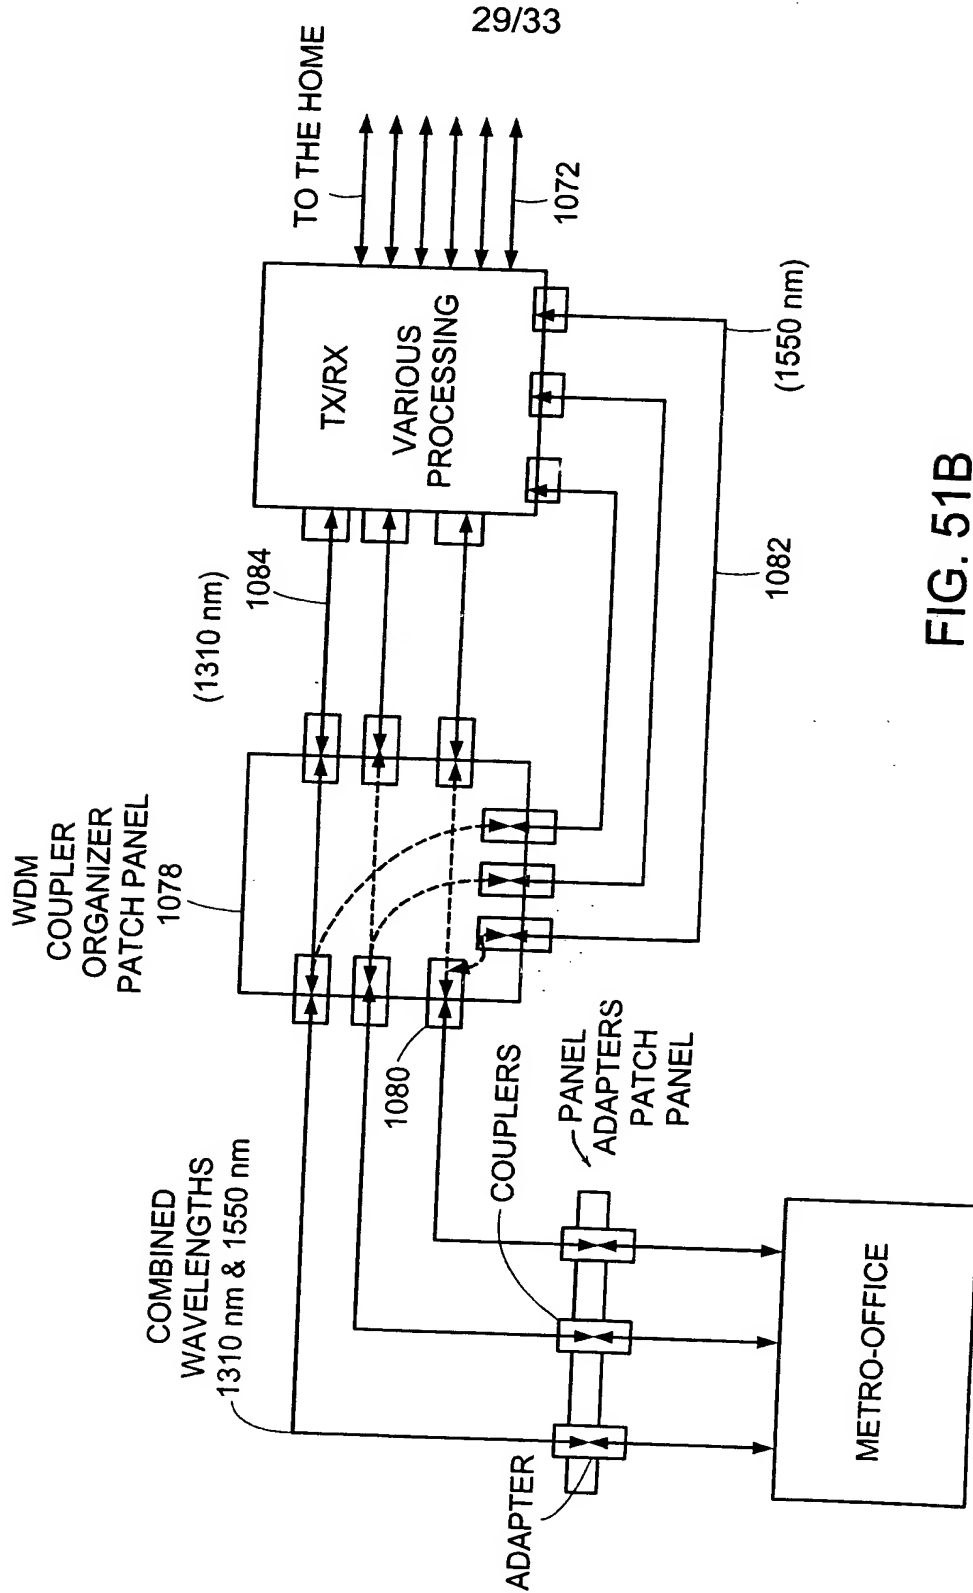 29/33
TO THE HOME
1072
TX/RX
VARIOUS
PROCESSING
(1550 nm)
1082
(1310 nm)
1084
WDM
COUPLER
ORGANIZER
PATCH PANEL
1078
1080
COMBINED
WAVELENGTHS
1310 nm & 1550 nm
COUPLERS
PANEL
ADAPTERS
PATCH
PANEL
ADAPTER
METRO-OFFICE
FIG. 51B